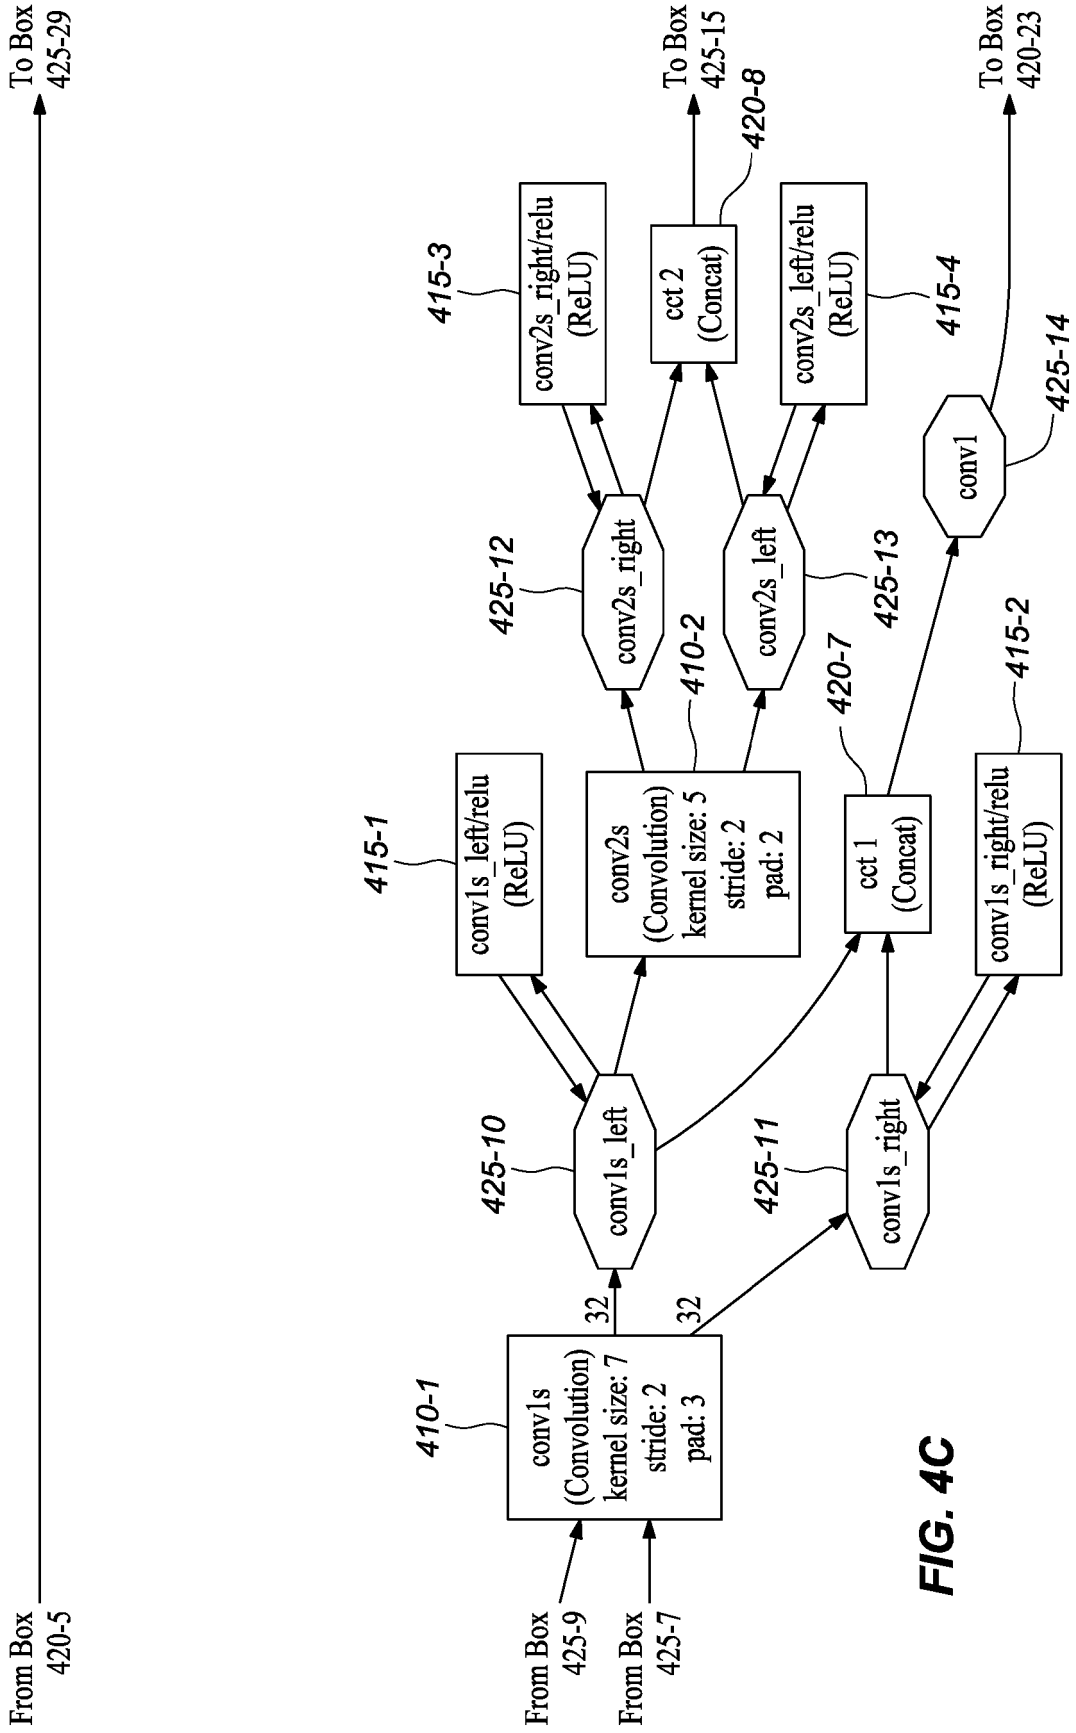 From Box
420-5
To Box
425-29
From Box
425-9
From Box
425-7
410-1
conv1s
(Convolution)
kernel size: 7
stride: 2
pad: 3
32
32
425-10
conv1s_left
415-1
conv1s_left/relu
(ReLU)
425-11
conv1s_right
415-2
conv1s_right/relu
(ReLU)
410-2
conv2s
(Convolution)
kernel size: 5
stride: 2
pad: 2
420-7
cct 1
(Concat)
425-12
conv2s_right
415-3
conv2s_right/relu
(ReLU)
425-13
conv2s_left
415-4
conv2s_left/relu
(ReLU)
420-8
cct 2
(Concat)
To Box
425-15
425-14
conv1
To Box
420-23
FIG. 4C